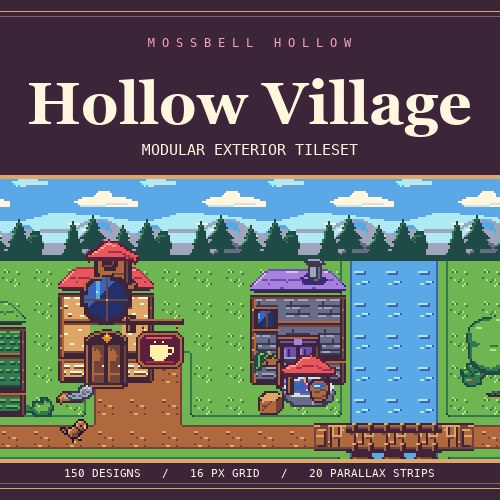 MOSSBELL HOLLOW
Hollow Village
MODULAR EXTERIOR TILESET
150 DESIGNS / 16 PX GRID / 20 PARALLAX STRIPS